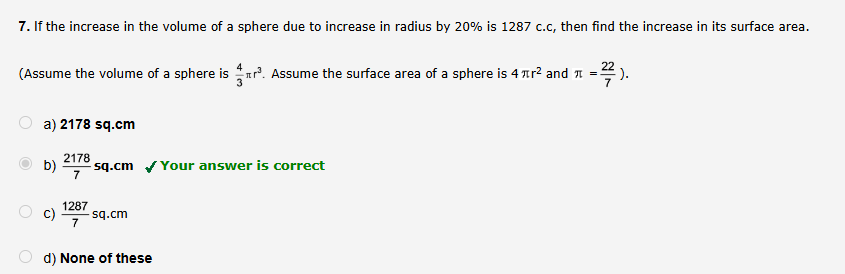 7. If the increase in the volume of a sphere due to increase in radius by 20% is 1287 c.c, then find the increase in its surface area.
(Assume the volume of a sphere is 4/3 πr³. Assume the surface area of a sphere is 4 πr² and π = 22/7 ).
a) 2178 sq.cm
b) 2178/7 sq.cm ✓Your answer is correct
c) 1287/7 sq.cm
d) None of these